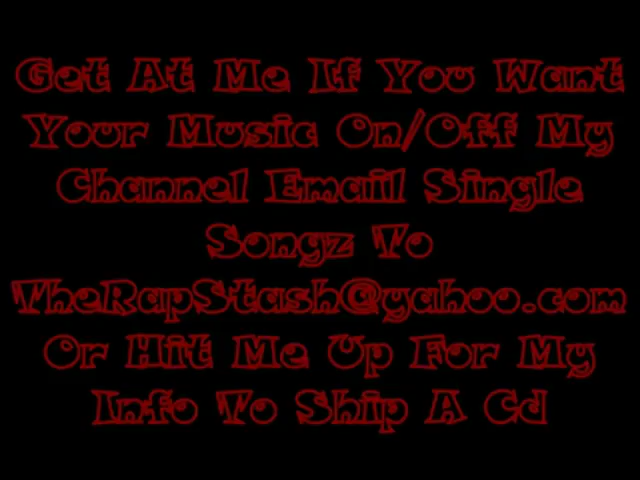 Get At Me If You Want
Your Music On/Off My
Channel Email Single
Songz To
TheRapStash@yahoo.com
Or Hit Me Up For My
Info To Ship A Cd